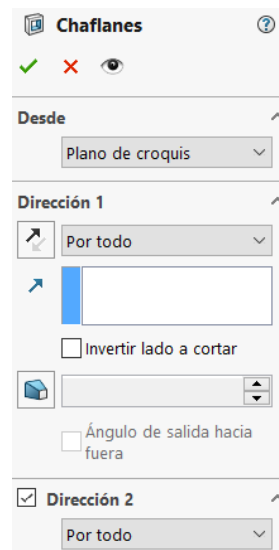 Chaflanes
Desde
Plano de croquis
Dirección 1
Por todo
Invertir lado a cortar
Ángulo de salida hacia
fuera
Dirección 2
Por todo